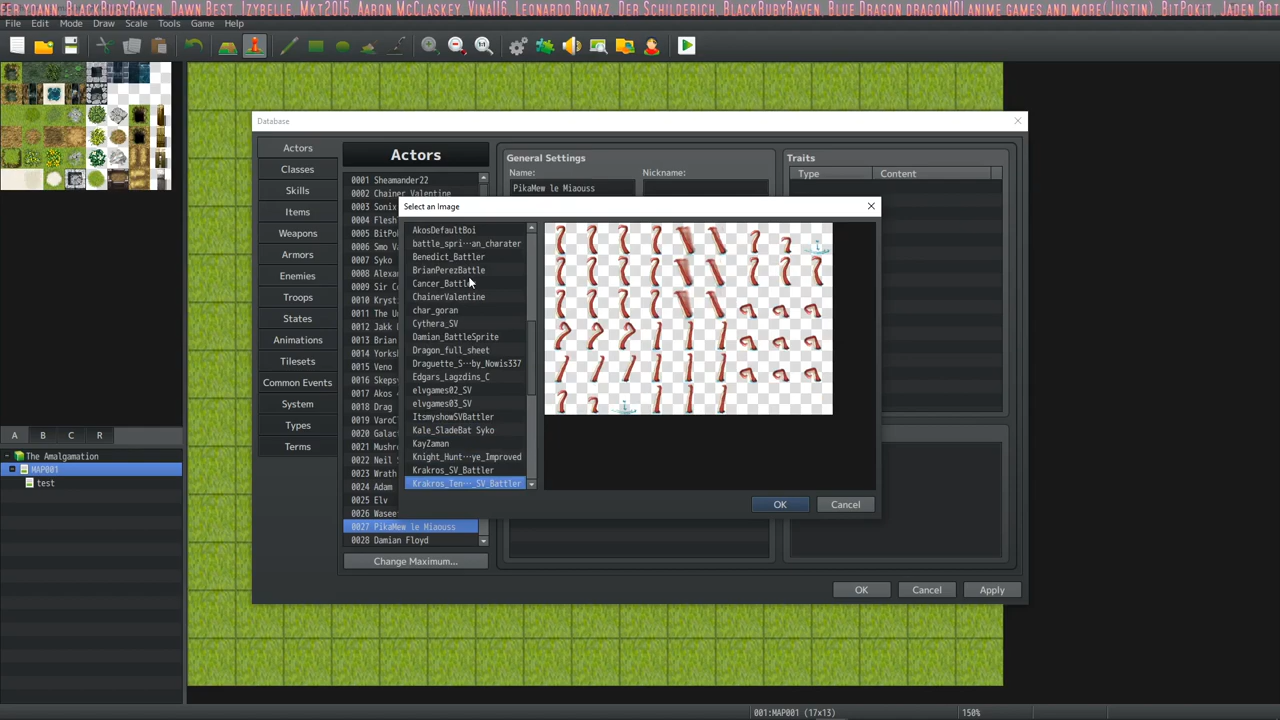 er yoann, BlackRubyRaven, Dawn Best, Izybelle, Mkt2015, Aaron McClaskey, Vinal16, Leonardo Bonaz, Der Schilderich, BlackRubyRaven, Blue Dragon dragon101 anime games and more(Justin), BitPokit, Jaden Ort
File Edit Mode Draw Scale Tools Game Help
Database
Actors
Classes
Skills
Items
Weapons
Armors
Enemies
Troops
States
Animations
Tilesets
Common Events
System
Types
Terms
Actors
0001 Sheamander22
0002 Chainer Valentine
0003 Sonix
0004 Flesh
0005 BitPo
0006 Smo Va
0007 Syko
0008 Alexa
0009 Sir C
0010 Kryst
0011 The U
0012 Jakk
0013 Brian
0014 Yorks
0015 Veno
0016 Skeps
0017 Akos
0018 Drag
0019 VaroC
0020 Galac
0021 Mushr
0022 Neil
0023 Wrath
0024 Adam
0025 Elv
0026 Wasee
0027 PikaMew le Miaouss
0028 Damian Floyd
Change Maximum...
General Settings
Name:
Nickname:
PikaMew le Miaouss
Traits
Type Content
Select an Image
AkosDefaultBoi
battle_spri···an_charater
Benedict_Battler
BrianPerezBattle
Cancer_Battle
ChainerValentine
char_goran
Cythera_SV
Damian_BattleSprite
Dragon_full_sheet
Draguette_S···by_Nowis337
Edgars_Lagzdins_C
elvgames02_SV
elvgames03_SV
ItsmyshowSVBattler
Kale_SladeBat Syko
KayZaman
Knight_Hunt···ye_Improved
Krakros_SV_Battler
Krakros_Ten···_SV_Battler
OK Cancel
OK Cancel Apply
A B C R
The Amalgamation
MAP001
test
001:MAP001 (17×13) 150%